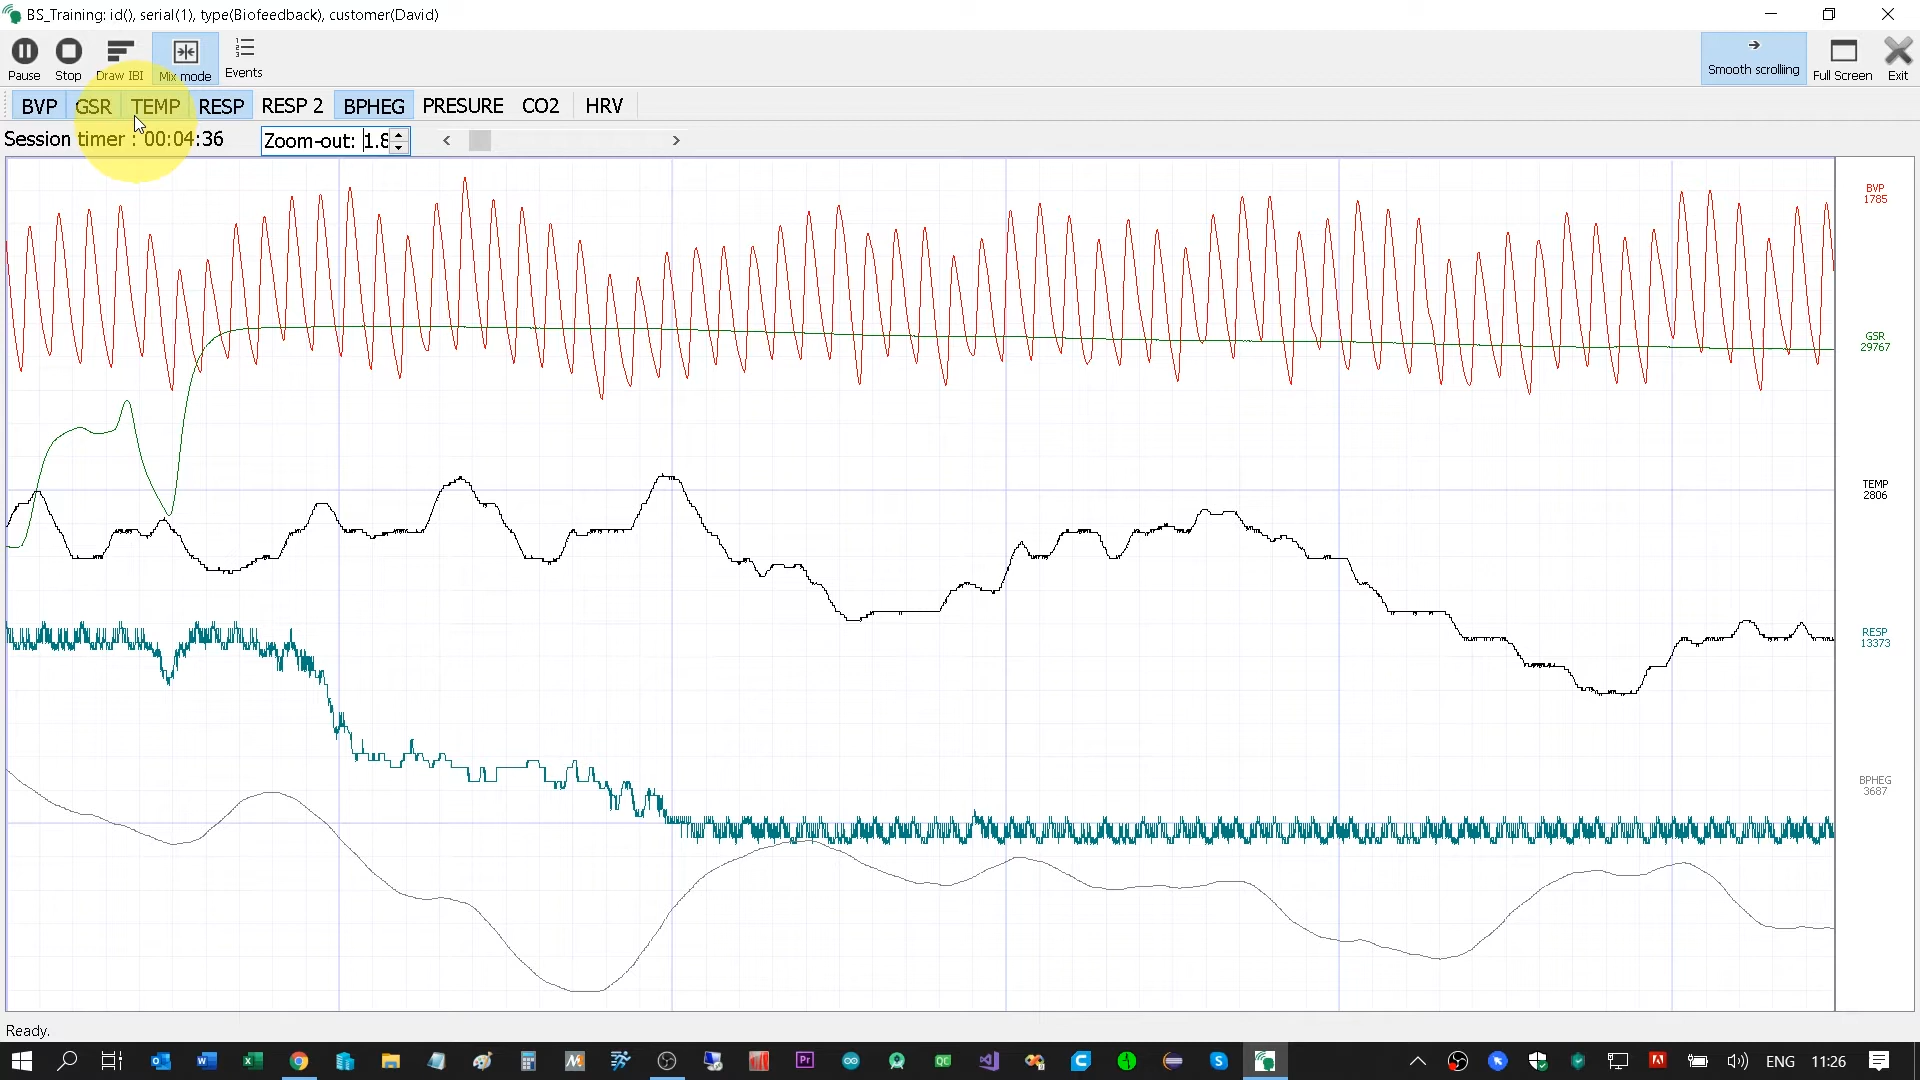 BS_Training: id(), serial(1), type(Biofeedback), customer(David)
Pause Stop Draw IBI Mix mode Events Smooth scrolling Full Screen Exit
BVP GSR TEMP RESP RESP 2 BPHEG PRESURE CO2 HRV
Session timer : 00:04:36 Zoom-out: 1.8
BVP
1785
GSR
29767
TEMP
2806
RESP
13373
BPHEG
3687
Ready.
ENG 11:26